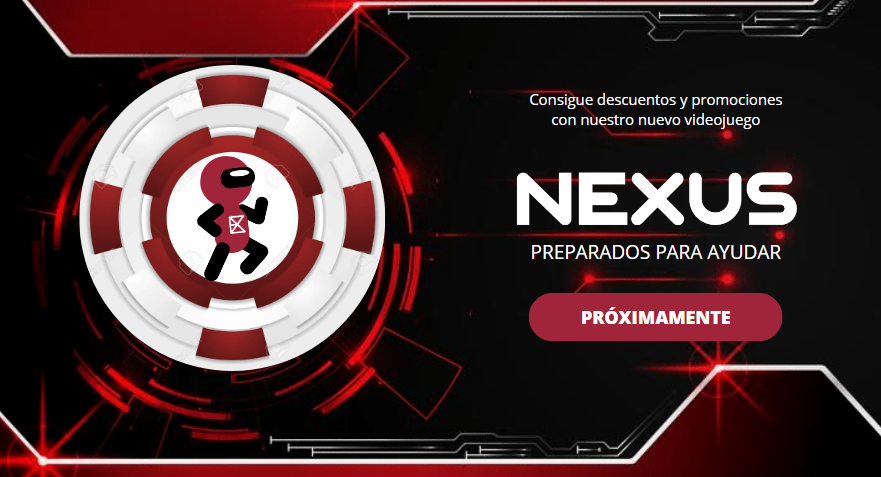 Consigue descuentos y promociones
con nuestro nuevo videojuego
NEXUS
PREPARADOS PARA AYUDAR
PRÓXIMAMENTE